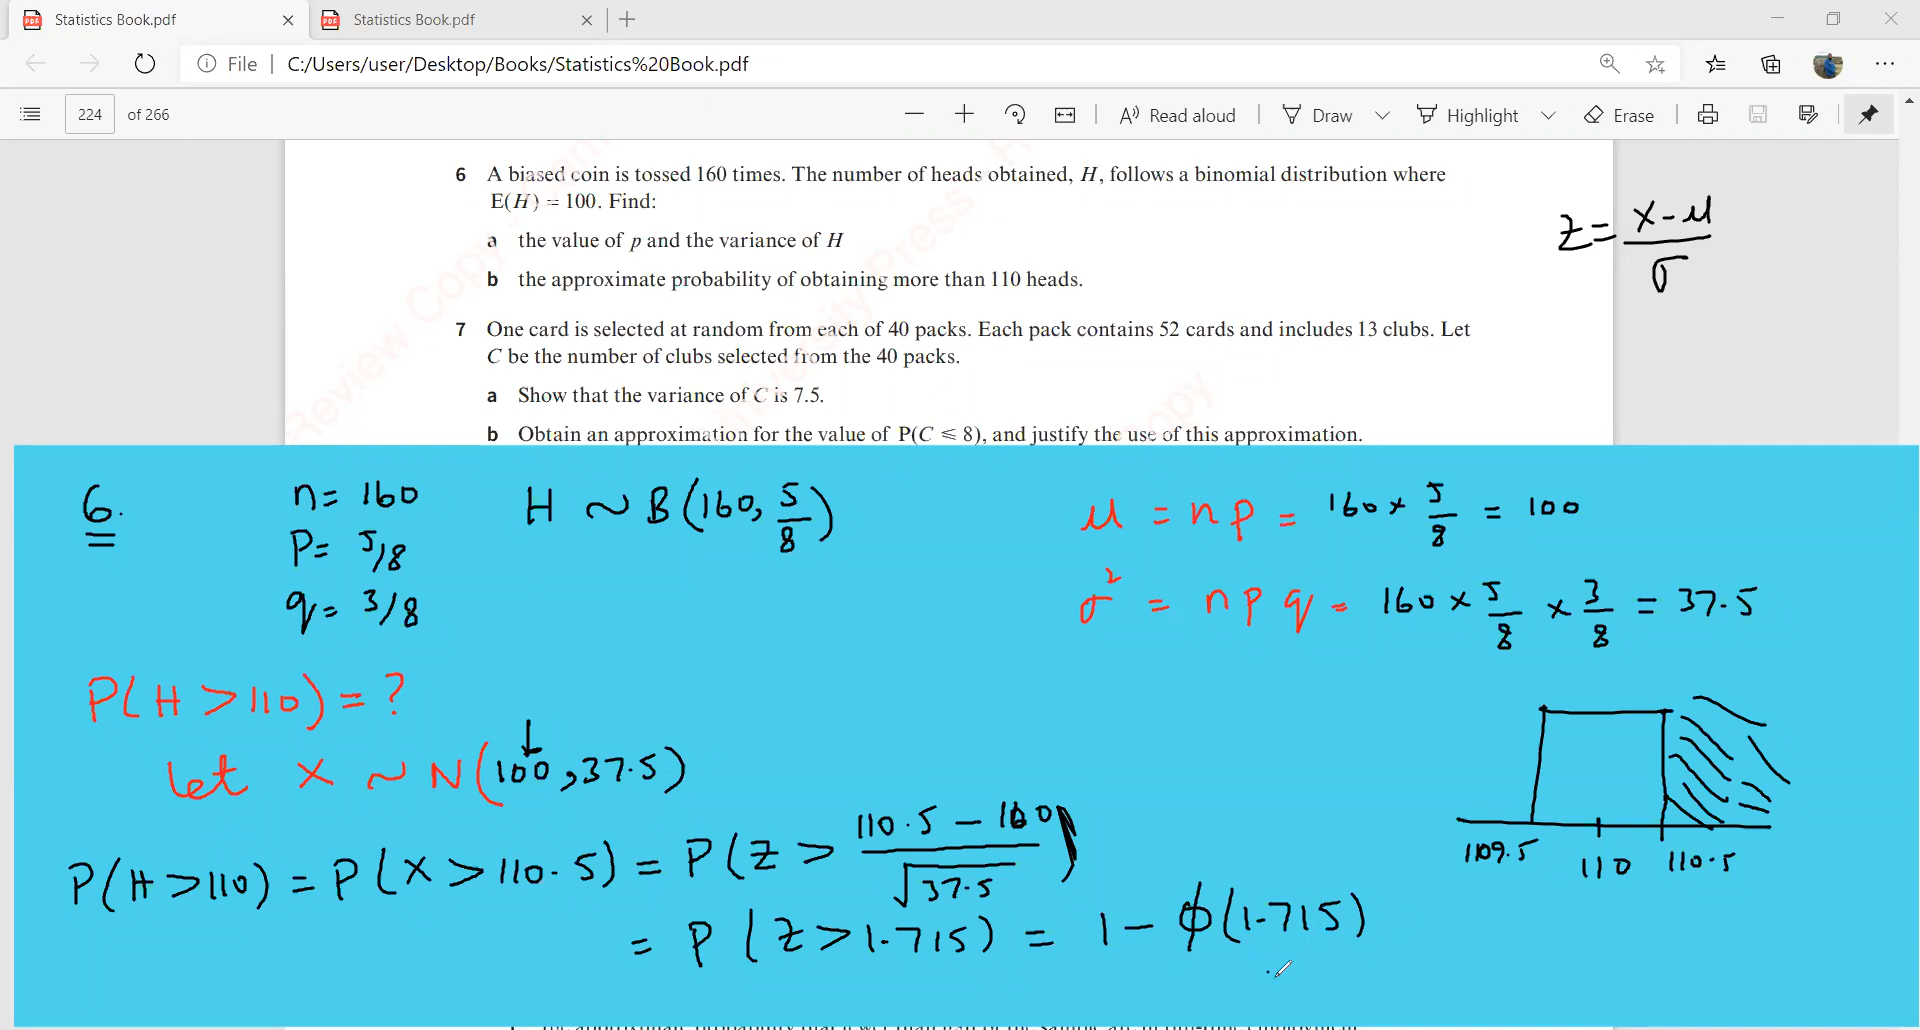 Statistics Book.pdf
Statistics Book.pdf
File | C:/Users/user/Desktop/Books/Statistics%20Book.pdf
224 of 266
Read aloud
Draw
Highlight
Erase
6 A biased coin is tossed 160 times. The number of heads obtained, H, follows a binomial distribution where
E(H) = 100. Find:
a the value of p and the variance of H
b the approximate probability of obtaining more than 110 heads.
z = (x - μ)/σ
7 One card is selected at random from each of 40 packs. Each pack contains 52 cards and includes 13 clubs. Let
C be the number of clubs selected from the 40 packs.
a Show that the variance of C is 7.5.
b Obtain an approximation for the value of P(C ⩽ 8), and justify the use of this approximation.
6.
n = 160
P = 5/8
q = 3/8
H ~ B(160, 5/8)
μ = np = 160 × 5/8 = 100
σ² = npq = 160 × 5/8 × 3/8 = 37.5
P(H > 110) = ?
let X ~ N(100, 37.5)
P(H > 110) = P(X > 110.5) = P(Z > (110.5 - 100)/√37.5)
= P(Z > 1.715) = 1 - φ(1.715)
1109.5 110 110.5
Review Copy
University Press
Copy